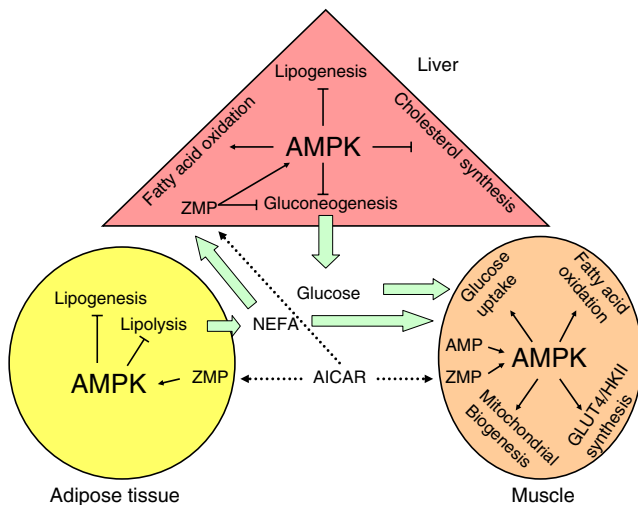 Liver
Lipogenesis
Fatty acid oxidation
Cholesterol synthesis
AMPK
ZMP
Gluconeogenesis
Glucose
NEFA
AICAR
Lipogenesis
Lipolysis
AMPK
ZMP
Adipose tissue
Glucose
uptake
Fatty acid
oxidation
AMP
ZMP
AMPK
Mitochondrial
Biogenesis
GLUT4/HKII
synthesis
Muscle